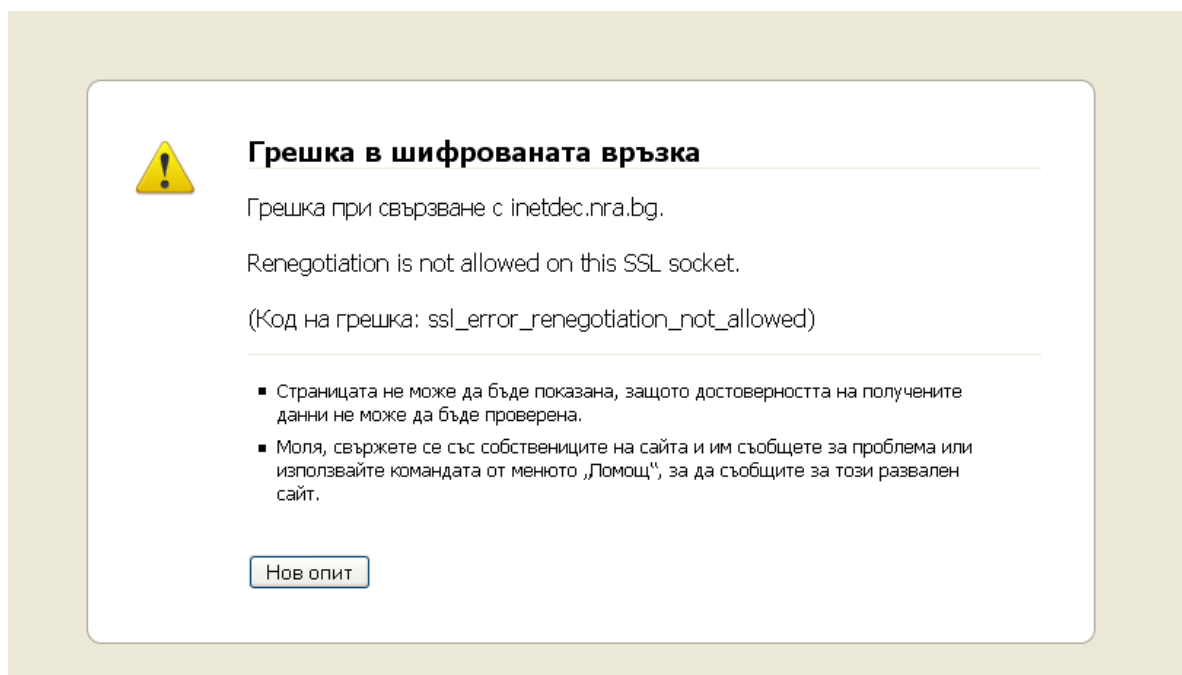 Грешка в шифрованата връзка
Грешка при свързване с inetdec.nra.bg.
Renegotiation is not allowed on this SSL socket.
(Код на грешка: ssl_error_renegotiation_not_allowed)
Страницата не може да бъде показана, защото достоверността на получените
данни не може да бъде проверена.
Моля, свържете се със собствениците на сайта и им съобщете за проблема или
използвайте командата от менюто „Помощ“, за да съобщите за този развален
сайт.
Нов опит